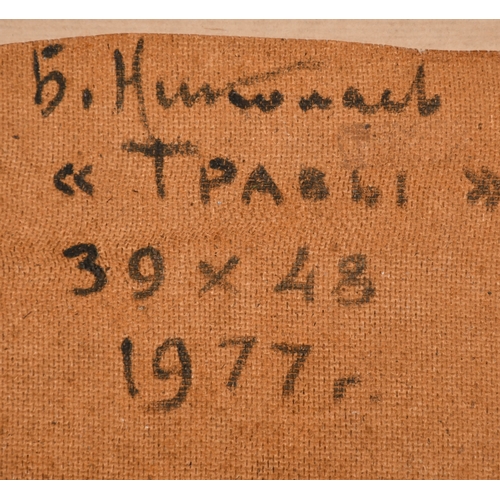 Б. Николаев
« Травы »
39 x 48
1977 г.